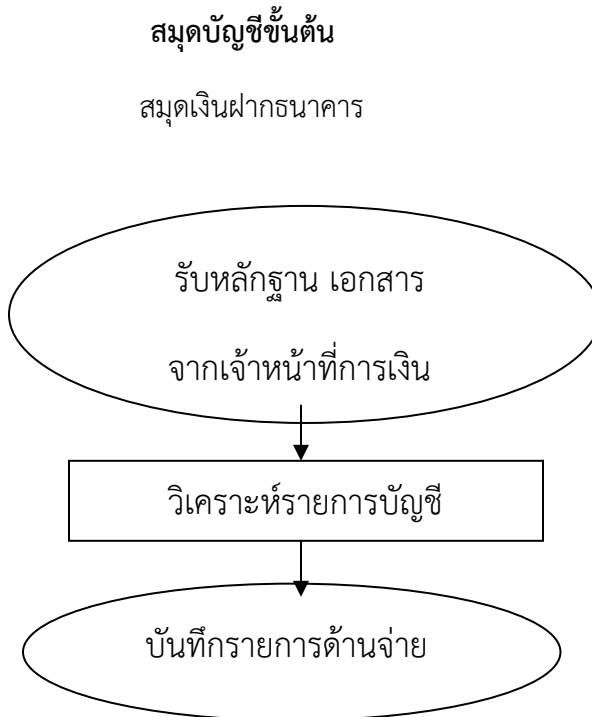 สมุดบัญชีขั้นต้น
สมุดเงินฝากธนาคาร
รับหลักฐาน เอกสาร
จากเจ้าหน้าที่การเงิน
วิเคราะห์รายการบัญชี
บันทึกรายการด้านจ่าย